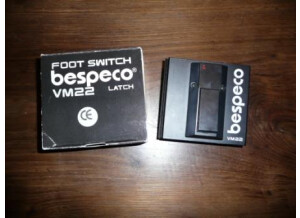 FOOT SWITCH
bespeco®
VM22 LATCH
CE
bespeco
VM22